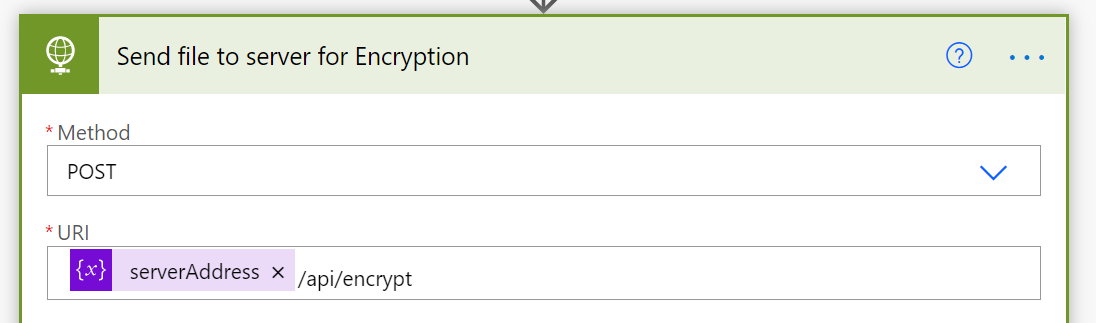 Send file to server for Encryption
?
...
* Method
POST
* URI
{x} serverAddress × /api/encrypt